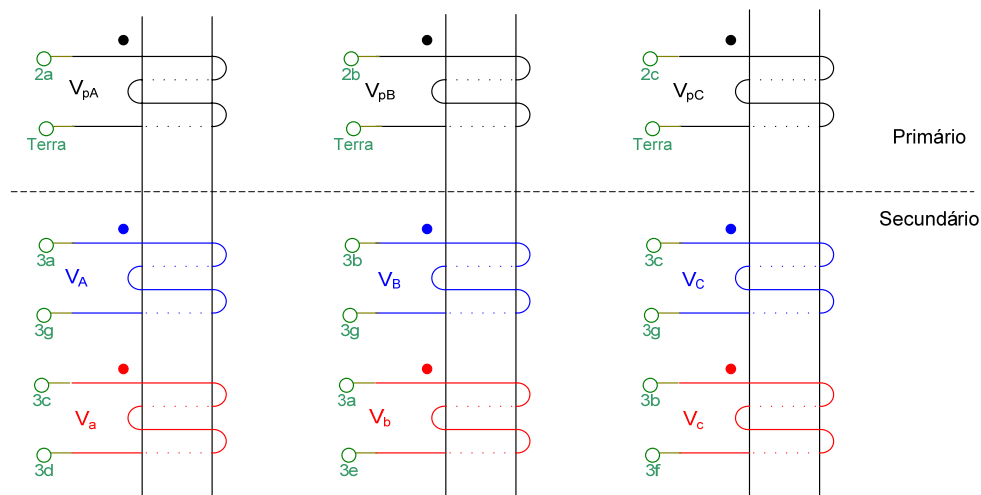 2a
2b
2c
VpA
VpB
VpC
Terra
Terra
Terra
Primário
Secundário
3a
3b
3c
VA
VB
VC
3g
3g
3g
3c
3a
3b
Va
Vb
Vc
3d
3e
3f